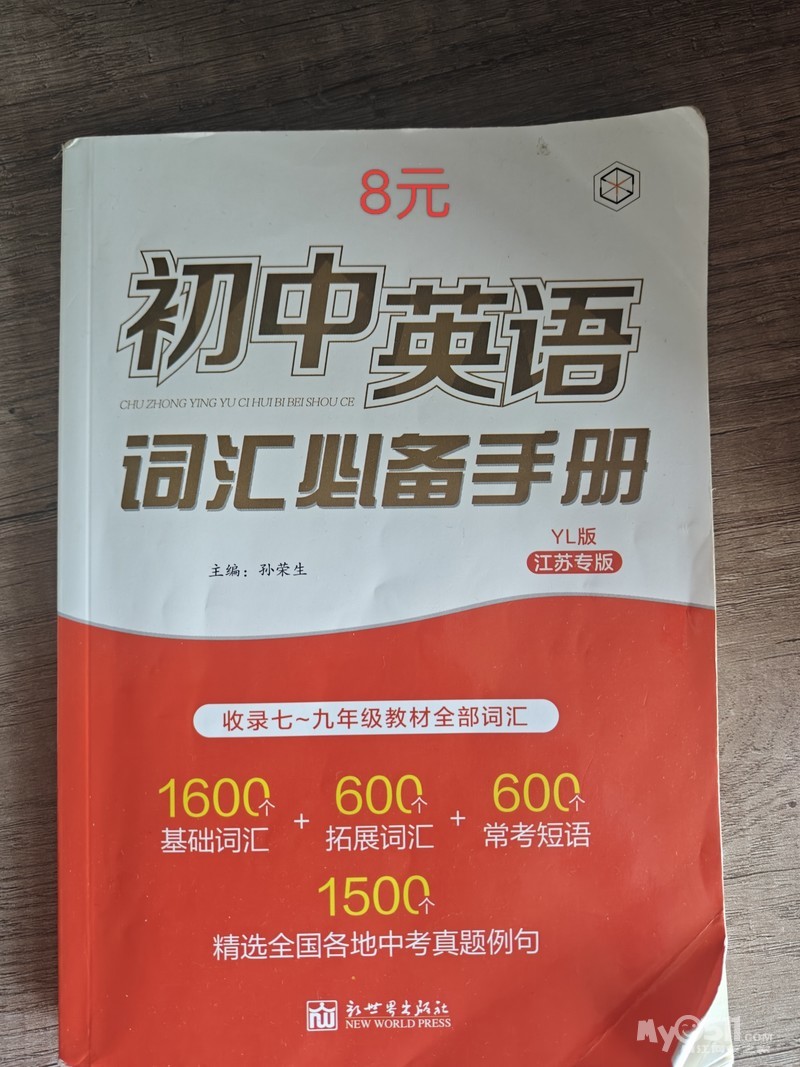 8元
初中英语
CHU ZHONG YING YU CI HUI BI BEI SHOU CE
词汇必备手册
YL版
江苏专版
主编：孙荣生
收录七~九年级教材全部词汇
1600个 + 600个 + 600个
基础词汇 拓展词汇 常考短语
1500个
精选全国各地中考真题例句
新世界出版社
NEW WORLD PRESS
My0511.COM